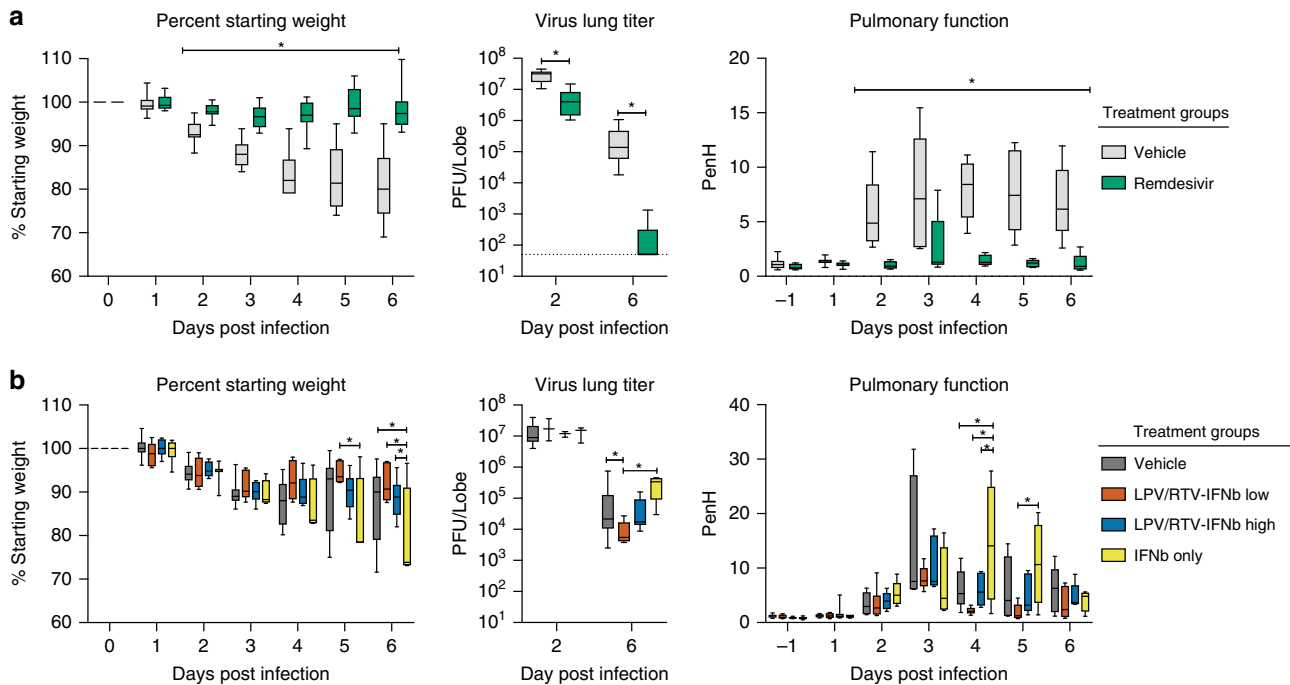 a
Percent starting weight
Virus lung titer
Pulmonary function
*
*
*
*
% Starting weight
100
90
80
70
60
0 1 2 3 4 5 6
Days post infection
PFU/Lobe
10^8
10^7
10^6
10^5
10^4
10^3
10^2
10^1
2 6
Day post infection
PenH
20
15
10
5
0
–1 1 2 3 4 5 6
Days post infection
Treatment groups
Vehicle
Remdesivir
b
Percent starting weight
Virus lung titer
Pulmonary function
*
*
*
*
*
*
*
*
*
*
% Starting weight
100
90
80
70
60
0 1 2 3 4 5 6
Days post infection
PFU/Lobe
10^8
10^7
10^6
10^5
10^4
10^3
10^2
10^1
2 6
Days post infection
PenH
40
30
20
10
0
–1 1 2 3 4 5 6
Days post infection
Treatment groups
Vehicle
LPV/RTV-IFNb low
LPV/RTV-IFNb high
IFNb only